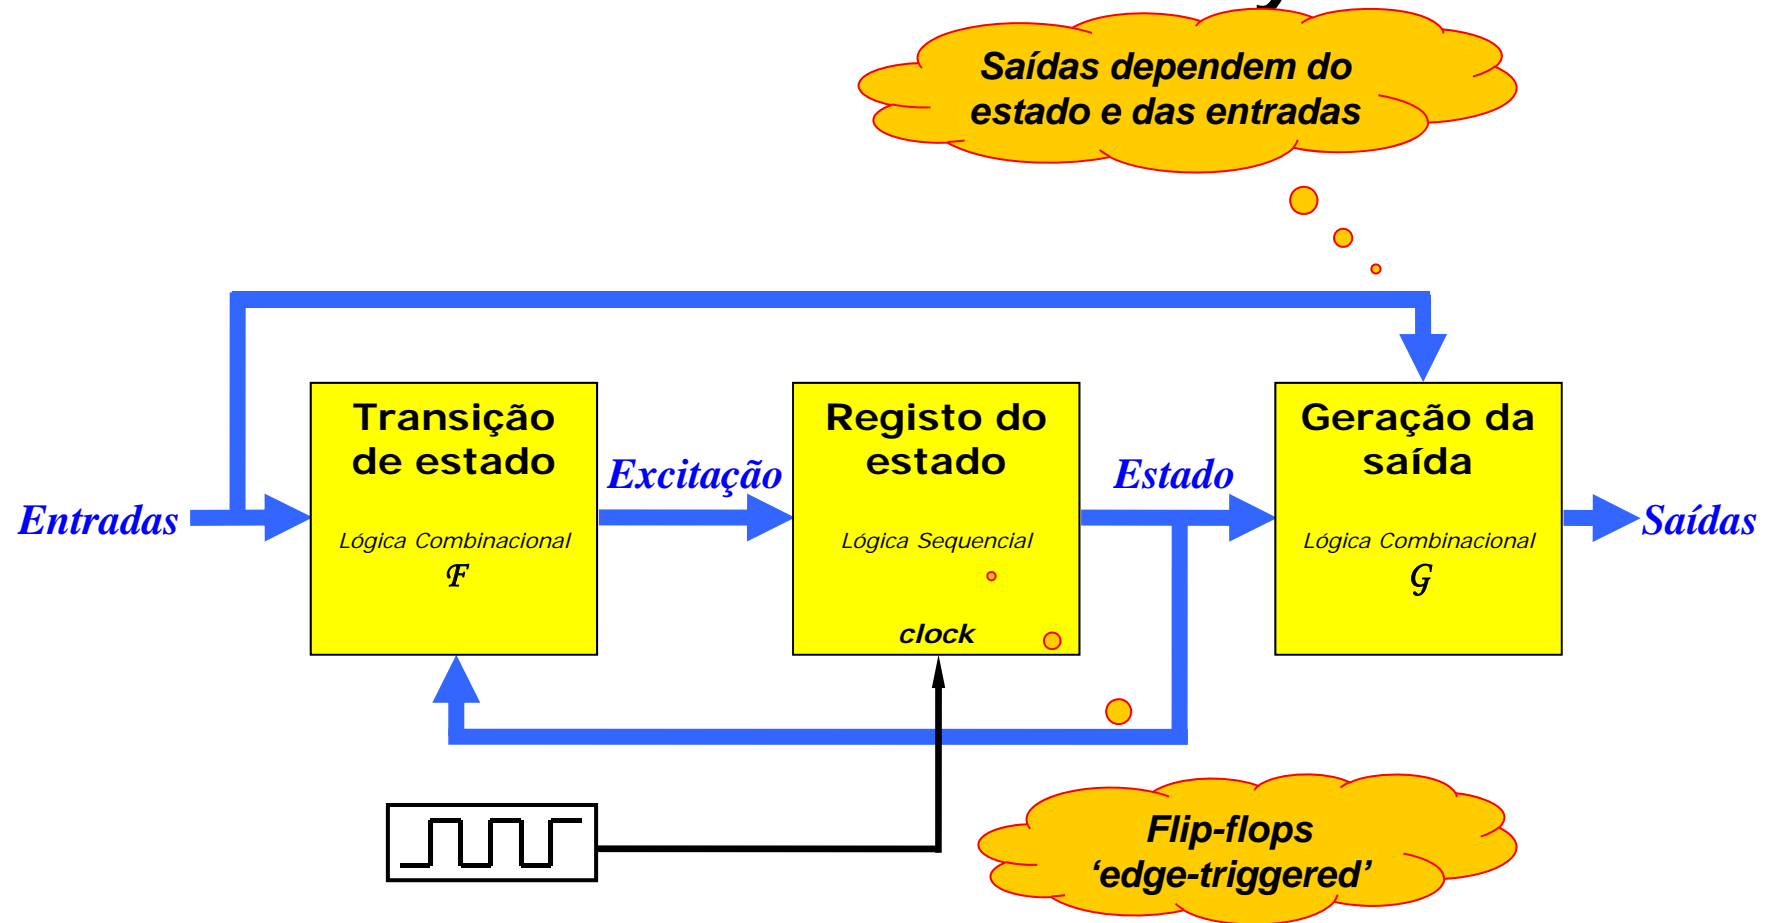 Saídas dependem do
estado e das entradas
Transição
de estado
Lógica Combinacional
F
Registo do
estado
Lógica Sequencial
clock
Geração da
saída
Lógica Combinacional
G
Entradas
Excitação
Estado
Saídas
Flip-flops
‘edge-triggered’